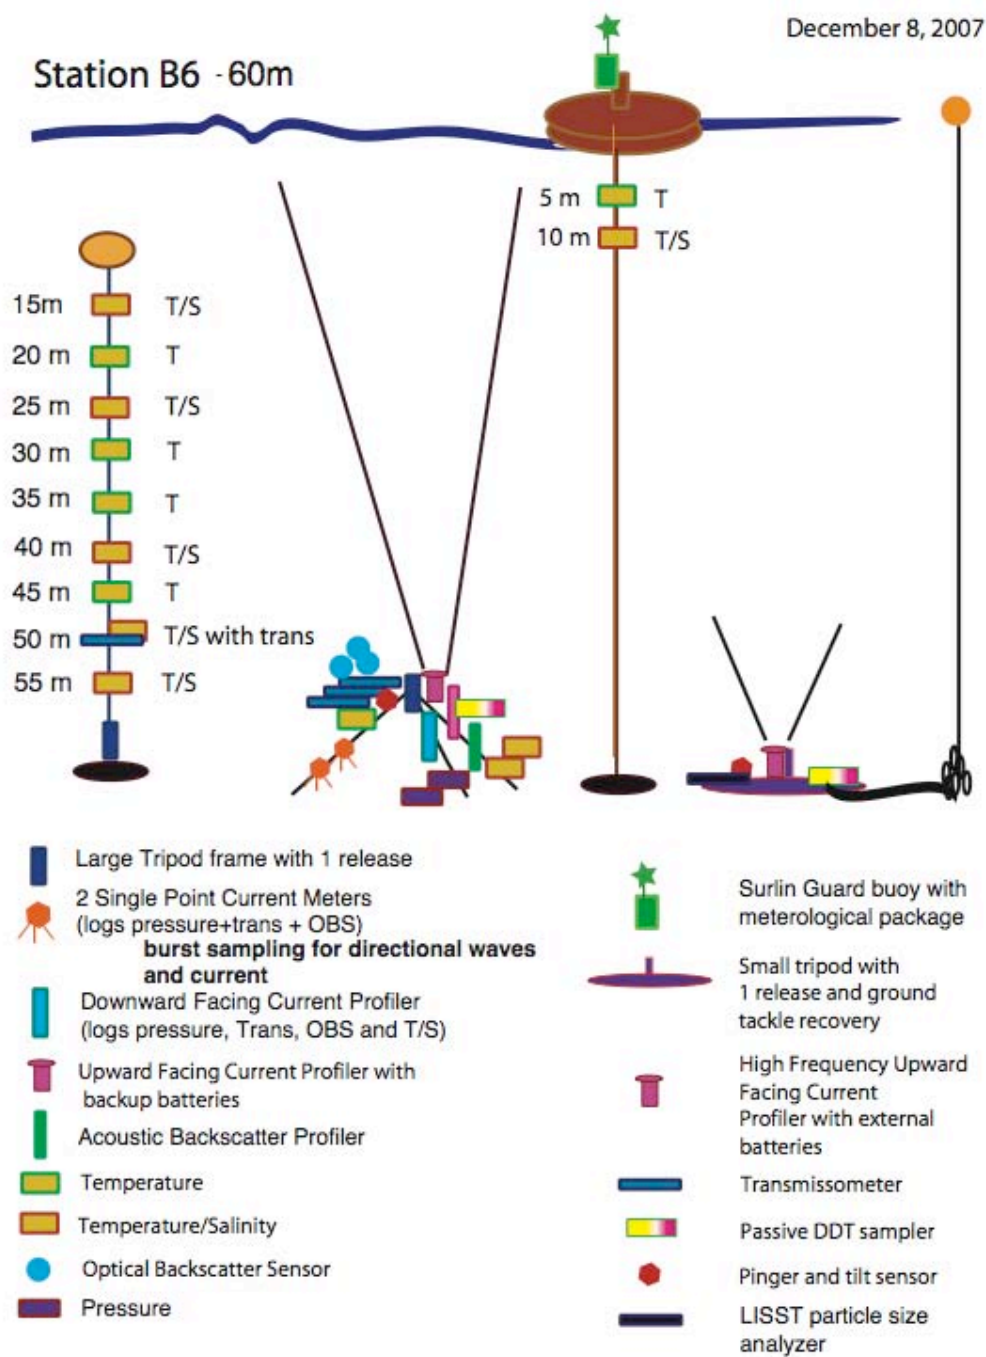 December 8, 2007
Station B6 - 60m
5 m T
10 m T/S
15m T/S
20 m T
25 m T/S
30 m T
35 m T
40 m T/S
45 m T
50 m T/S with trans
55 m T/S
Large Tripod frame with 1 release
2 Single Point Current Meters
(logs pressure+trans + OBS)
burst sampling for directional waves
and current
Downward Facing Current Profiler
(logs pressure, Trans, OBS and T/S)
Upward Facing Current Profiler with
backup batteries
Acoustic Backscatter Profiler
Temperature
Temperature/Salinity
Optical Backscatter Sensor
Pressure
Surlin Guard buoy with
meterological package
Small tripod with
1 release and ground
tackle recovery
High Frequency Upward
Facing Current
Profiler with external
batteries
Transmissometer
Passive DDT sampler
Pinger and tilt sensor
LISST particle size
analyzer